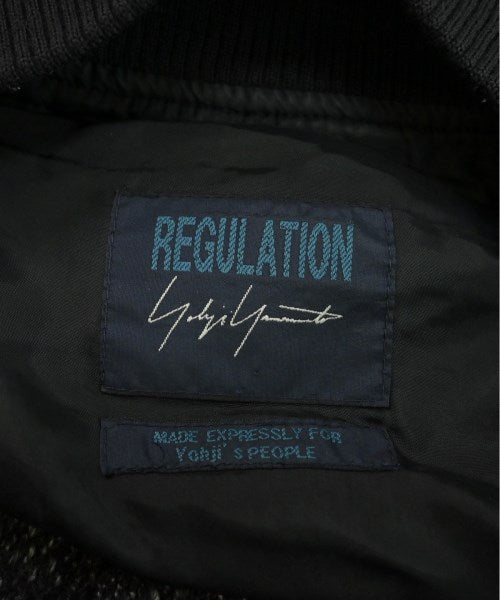 REGULATION
Yohji Yamamoto
MADE EXPRESSLY FOR
Yohji's PEOPLE